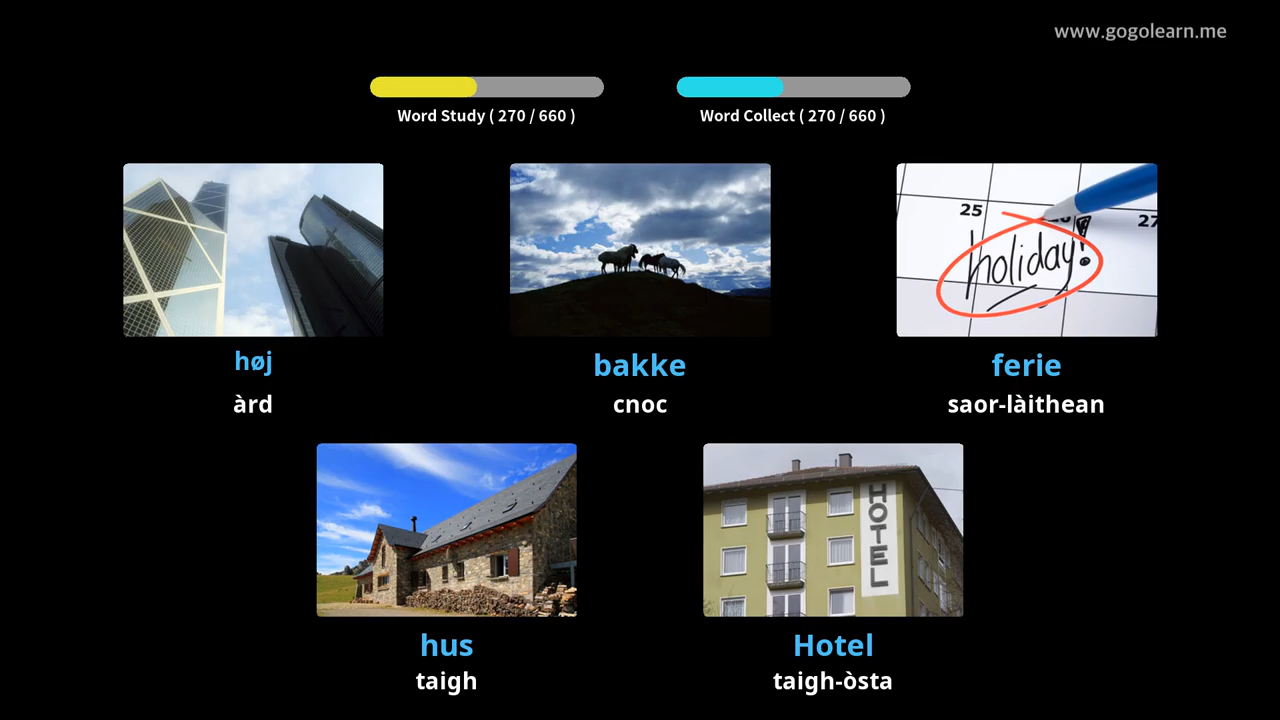 www.gogolearn.me
Word Study ( 270 / 660 )
Word Collect ( 270 / 660 )
25
27
holiday!
høj
bakke
ferie
àrd
cnoc
saor-làithean
HOTEL
hus
Hotel
taigh
taigh-òsta